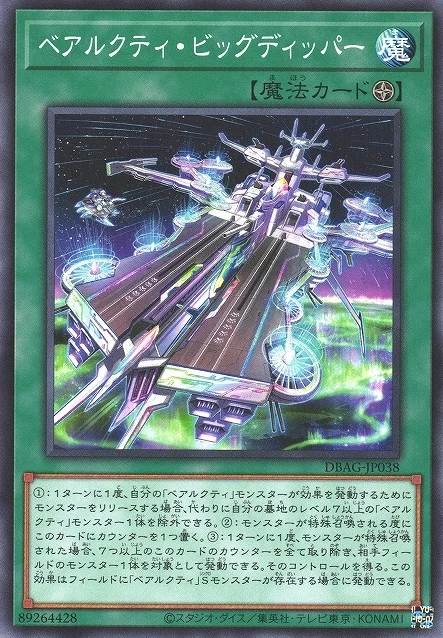 ベアルクティ・ビッグディッパー 魔
【魔法カード】
DBAG-JP038
①：1ターンに1度、自分の「ベアルクティ」モンスターが効果を発動するために
モンスターをリリースする場合、代わりに自分の墓地のレベル7以上の「ベアルク
ティ」モンスター1体を除外できる。②：モンスターが特殊召喚される度に
このカードにカウンターを1つ置く。③：1ターンに1度、モンスターが特殊召喚
された場合、7つ以上のこのカードのカウンターを全て取り除き、相手フィー
ルドのモンスター1体を対象として発動できる。そのコントロールを得る。この
効果はフィールドに「ベアルクティ」Sモンスターが存在する場合に発動できる。
89264428 ©スタジオ・ダイス／集英社・テレビ東京・KONAMI